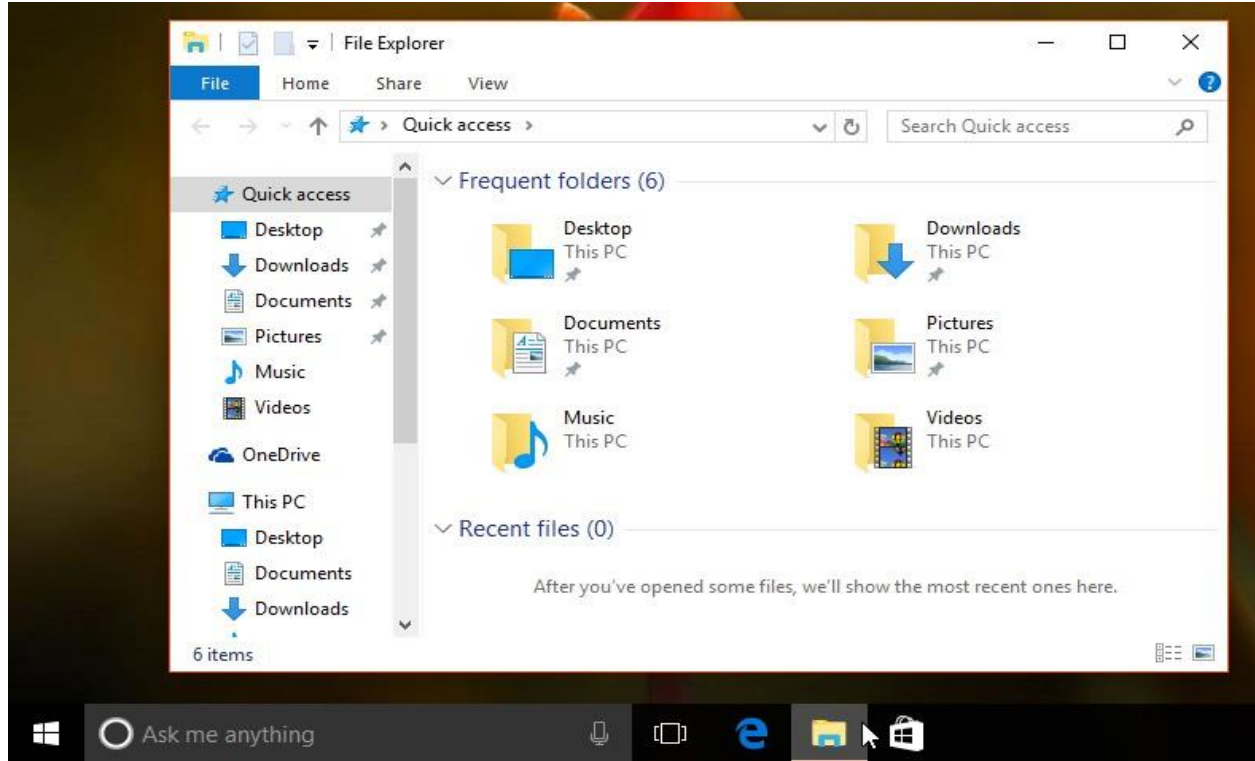 File Explorer
File Home Share View
Quick access
Search Quick access
Quick access
Desktop
Downloads
Documents
Pictures
Music
Videos
OneDrive
This PC
Desktop
Documents
Downloads
Frequent folders (6)
Desktop
This PC
Downloads
This PC
Documents
This PC
Pictures
This PC
Music
This PC
Videos
This PC
Recent files (0)
After you've opened some files, we'll show the most recent ones here.
6 items
Ask me anything